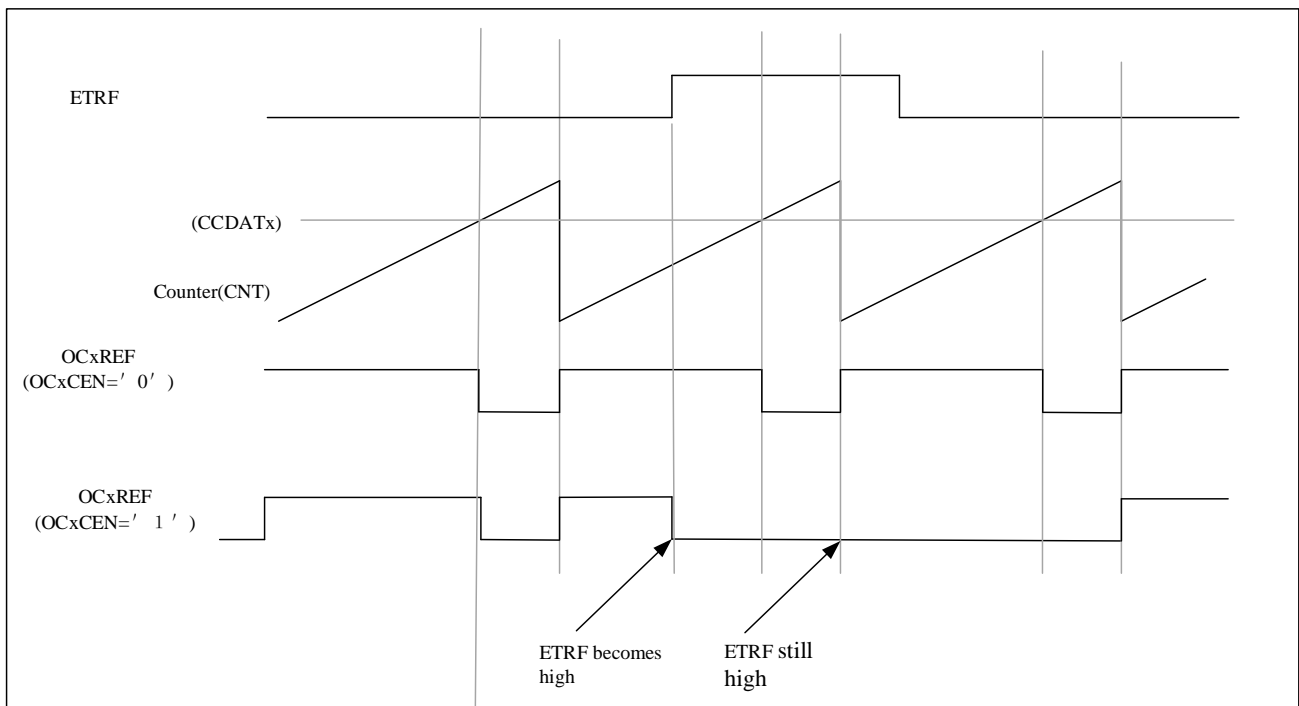 ETRF
(CCDATx)
Counter(CNT)
OCxREF
(OCxCEN=′ 0′ )
OCxREF
(OCxCEN=′ １ ′ )
ETRF becomes
high
ETRF still
high